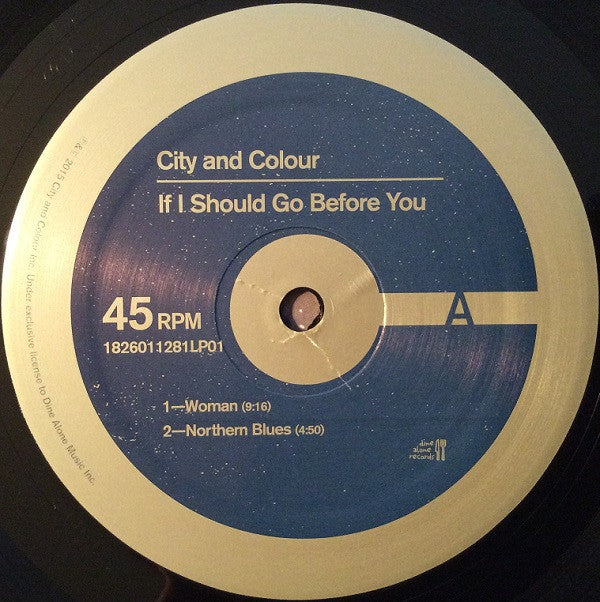 City and Colour
If I Should Go Before You
45 RPM
1826011281LP01
A
1—Woman (9:16)
2—Northern Blues (4:50)
dine
alone
records
2015 City and Colour Inc. Under exclusive license to Dine Alone Music Inc.